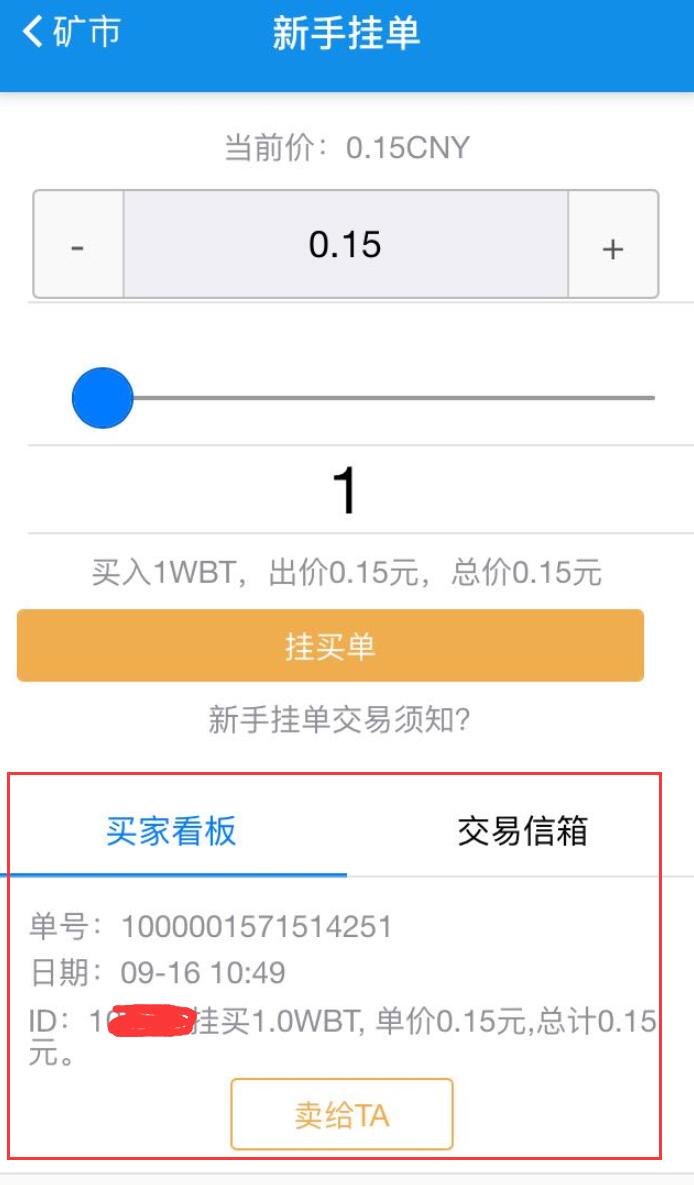 矿市
新手挂单
当前价：0.15CNY
- 0.15 +
1
买入1WBT，出价0.15元，总价0.15元
挂买单
新手挂单交易须知?
买家看板 交易信箱
单号：1000001571514251
日期：09-16 10:49
ID：10 挂买1.0WBT, 单价0.15元,总计0.15
元。
卖给TA